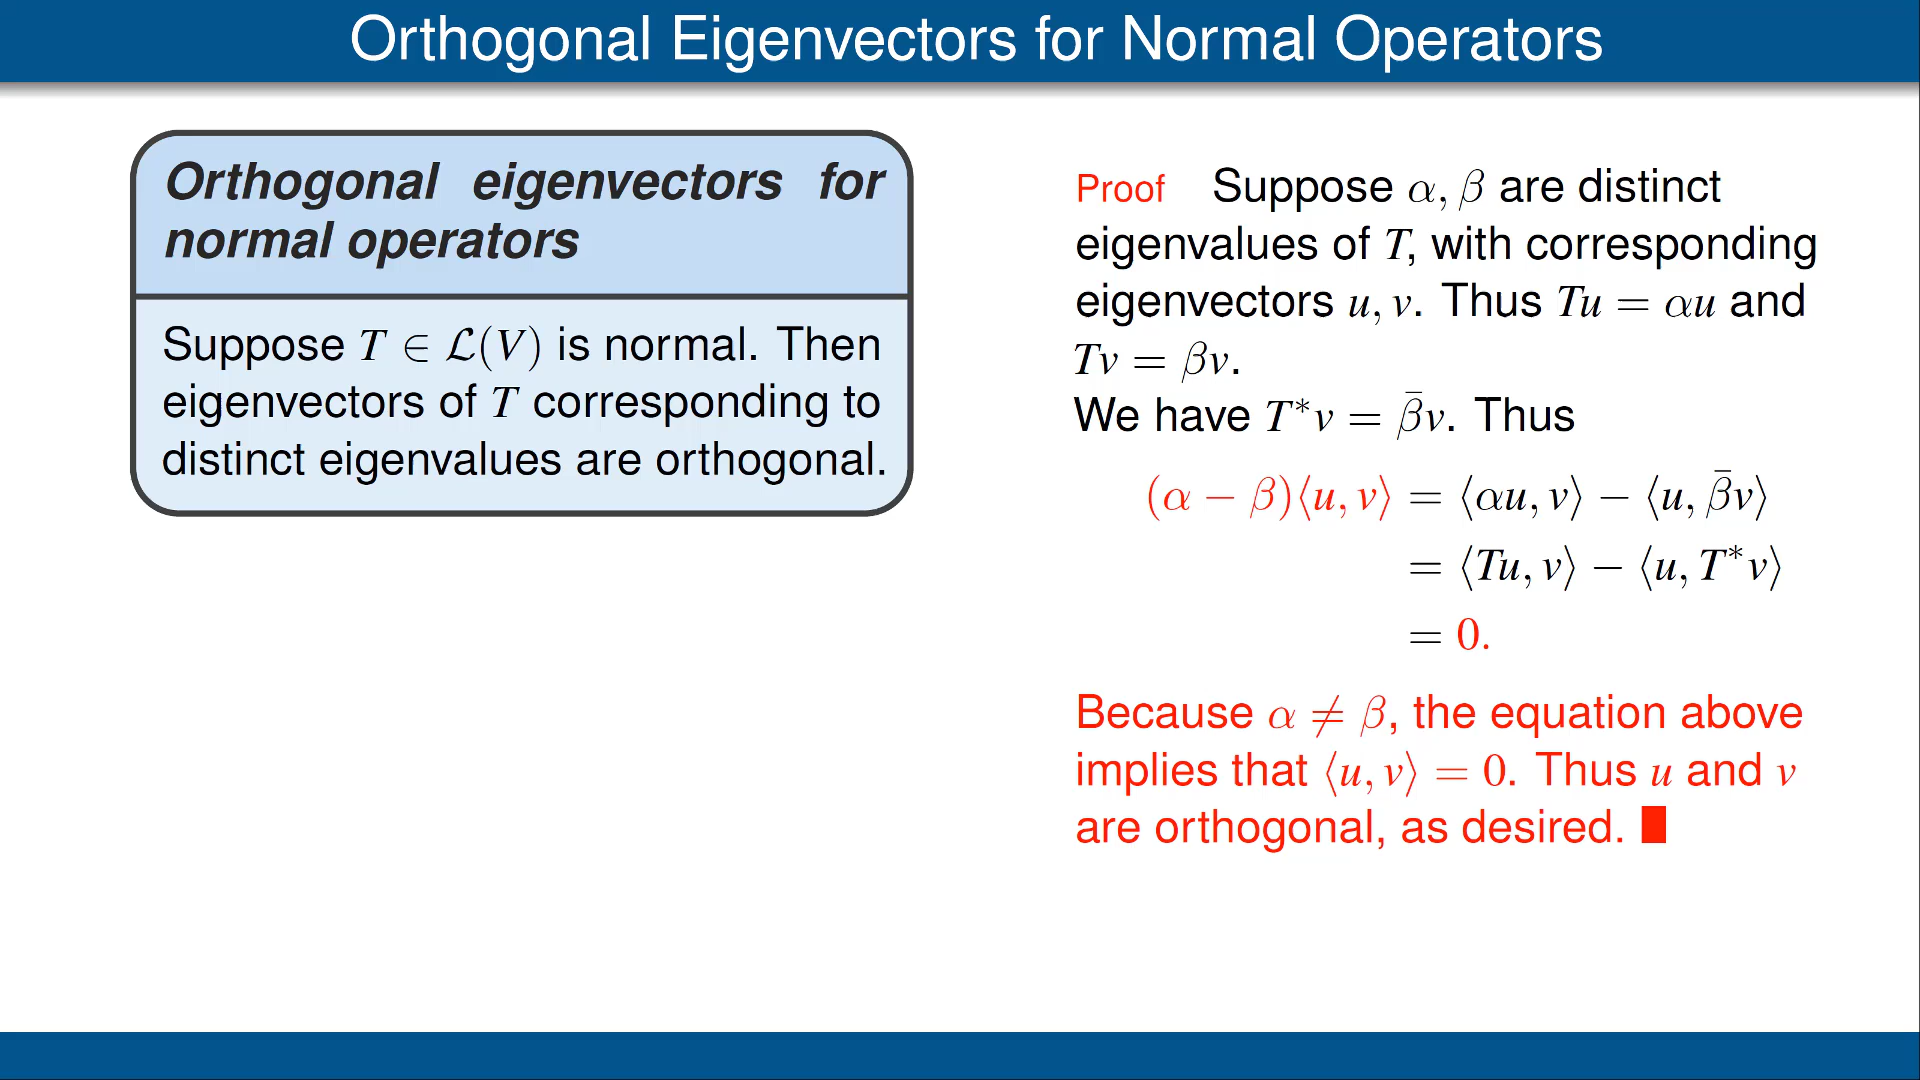 Orthogonal Eigenvectors for Normal Operators
Orthogonal eigenvectors for
normal operators
Suppose T ∈ ℒ(V) is normal. Then
eigenvectors of T corresponding to
distinct eigenvalues are orthogonal.
Proof Suppose α, β are distinct
eigenvalues of T, with corresponding
eigenvectors u, v. Thus Tu = αu and
Tv = βv.
We have T*v = β̄v. Thus
(α − β)⟨u, v⟩ = ⟨αu, v⟩ − ⟨u, β̄v⟩
= ⟨Tu, v⟩ − ⟨u, T*v⟩
= 0.
Because α ≠ β, the equation above
implies that ⟨u, v⟩ = 0. Thus u and v
are orthogonal, as desired. ■